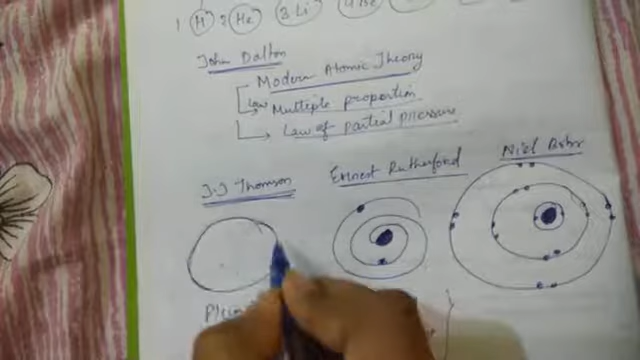 1 H 2 He 3 Li 4 Be
John Dalton
Modern Atomic Theory
Law Multiple proportion
Law of Partial Pressure
J.J Thomson
Ernest Rutherford
Niel Bohr